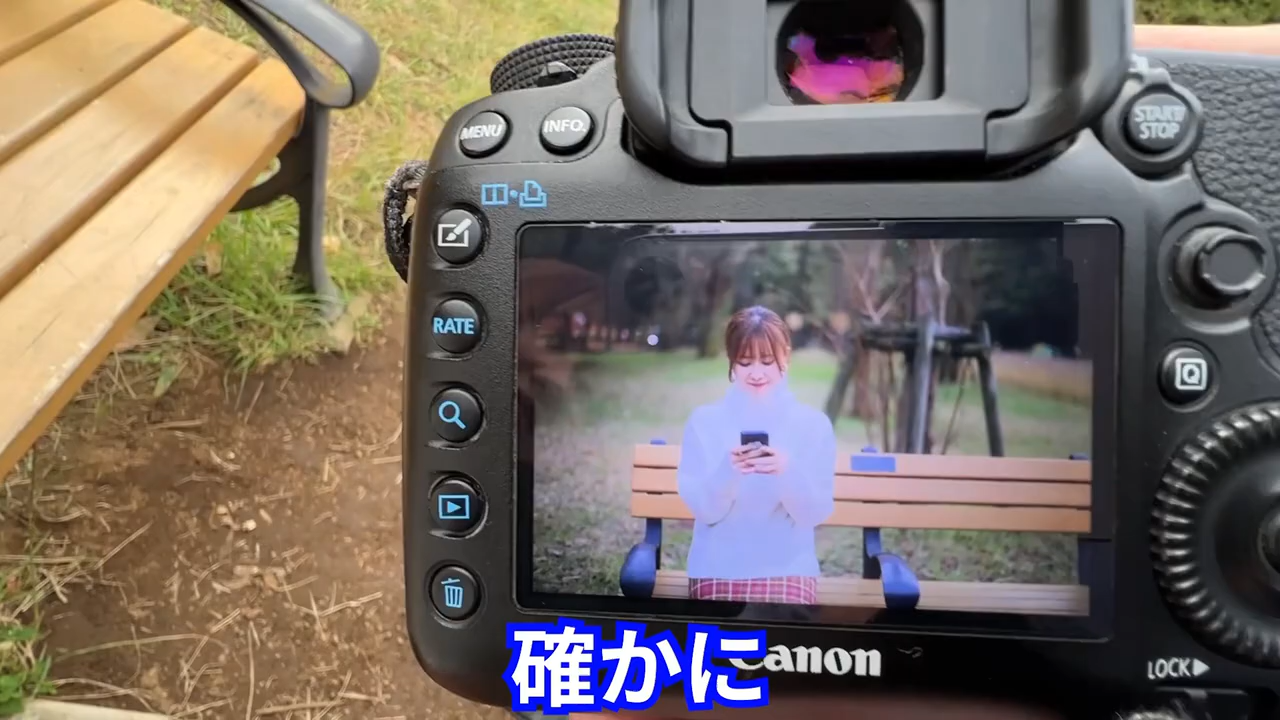 MENU
INFO.
START/
STOP
RATE
Q
確かに
Canon
LOCK▶